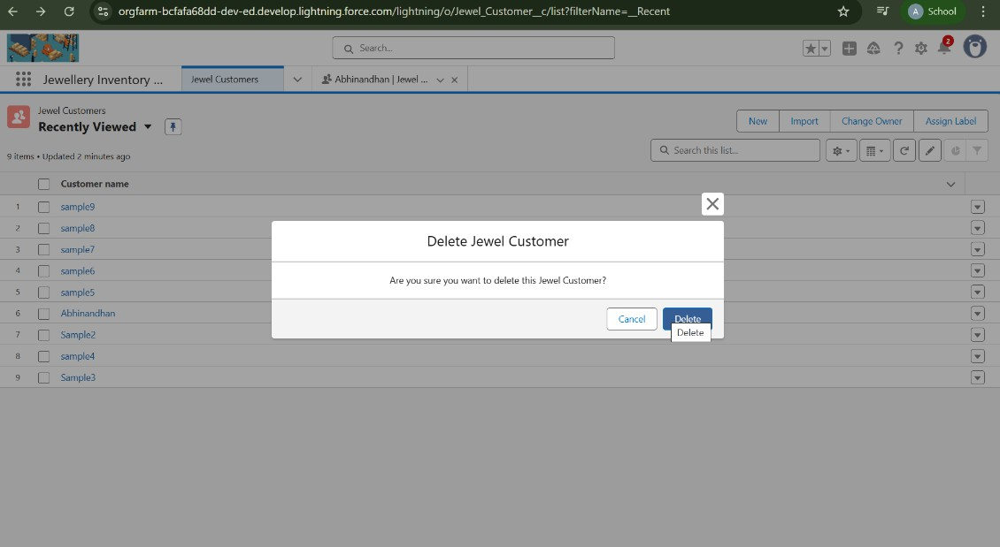 orgfarm-bcfafa68dd-dev-ed.develop.lightning.force.com/lightning/o/Jewel_Customer__c/list?filterName=__Recent
A School
Search...
2
Jewellery Inventory ...
Jewel Customers
Abhinandhan | Jewel ...
Jewel Customers
Recently Viewed
New
Import
Change Owner
Assign Label
9 items • Updated 2 minutes ago
Search this list...
Customer name
1 sample9
2 sample8
3 sample7
4 sample6
5 sample5
6 Abhinandhan
7 Sample2
8 sample4
9 Sample3
Delete Jewel Customer
Are you sure you want to delete this Jewel Customer?
Cancel
Delete
Delete